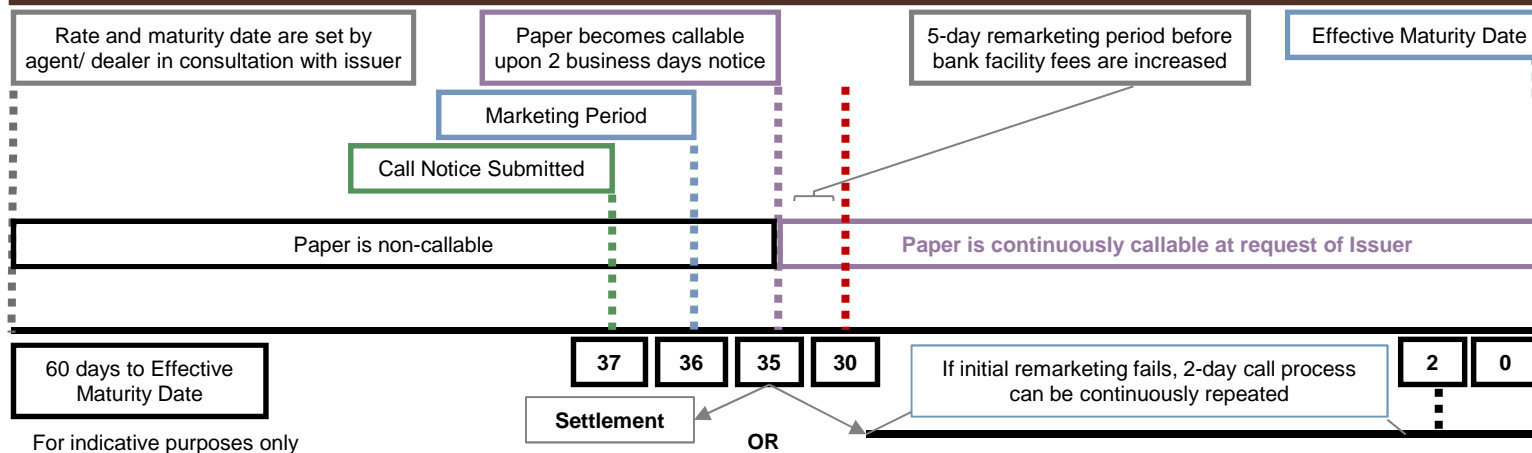 Rate and maturity date are set by
agent/ dealer in consultation with issuer
Paper becomes callable
upon 2 business days notice
5-day remarketing period before
bank facility fees are increased
Effective Maturity Date
Marketing Period
Call Notice Submitted
Paper is non-callable
Paper is continuously callable at request of Issuer
60 days to Effective
Maturity Date
37
36
35
30
If initial remarketing fails, 2-day call process
can be continuously repeated
2
0
Settlement
OR
For indicative purposes only